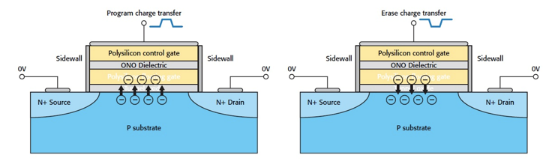 Program charge transfer
0V
Sidewall
Polysilicon control gate
ONO Dielectric
Sidewall
0V
N+ Source
N+ Drain
P substrate
Erase charge transfer
0V
Sidewall
Polysilicon control gate
ONO Dielectric
Sidewall
0V
N+ Source
N+ Drain
P substrate